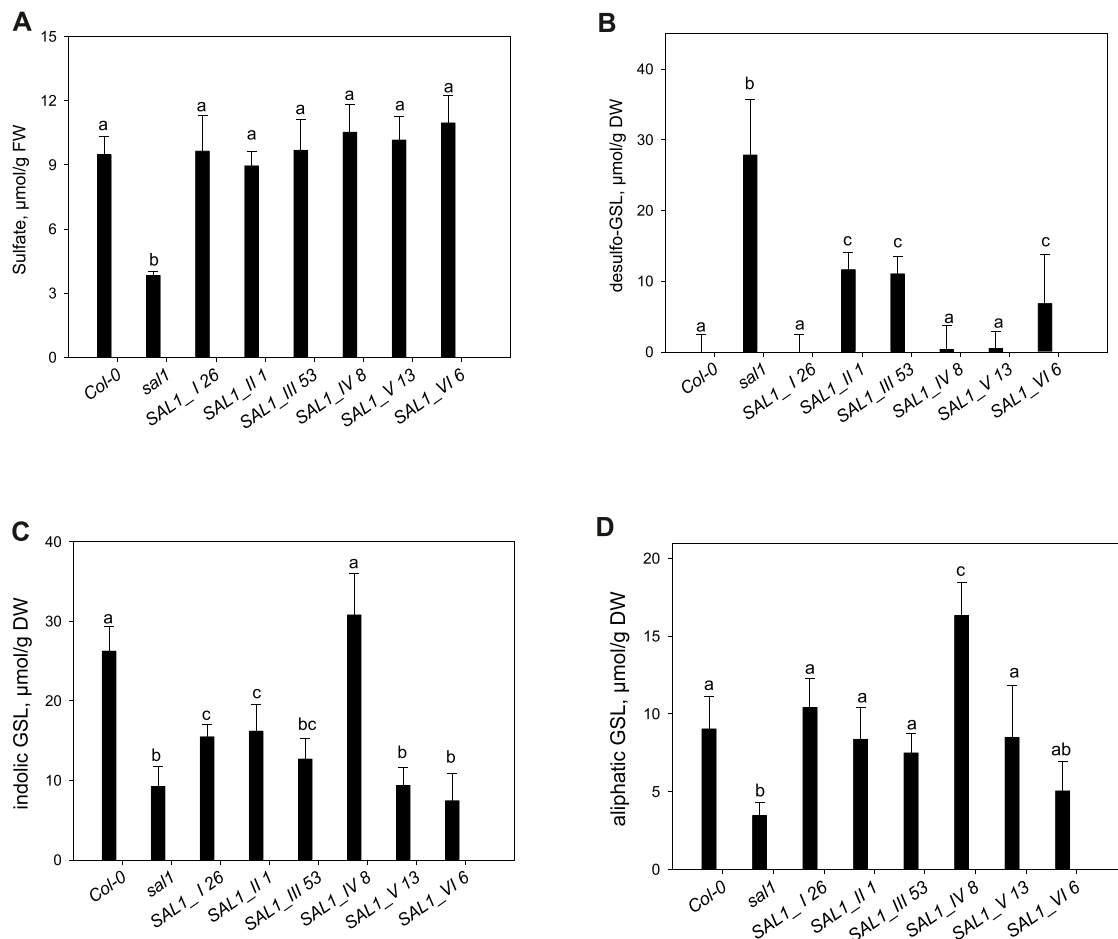 A
Sulfate, µmol/g FW
15
12
9
6
3
0
a
b
a
a
a
a
a
a
Col-0
sal1
SAL1_I 26
SAL1_II 1
SAL1_III 53
SAL1_IV 8
SAL1_V 13
SAL1_VI 6
B
desulfo-GSL, µmol/g DW
40
30
20
10
0
a
b
a
c
c
a
a
c
Col-0
sal1
SAL1_I 26
SAL1_II 1
SAL1_III 53
SAL1_IV 8
SAL1_V 13
SAL1_VI 6
C
indolic GSL, µmol/g DW
40
30
20
10
0
a
b
c
c
bc
a
b
b
Col-0
sal1
SAL1_I 26
SAL1_II 1
SAL1_III 53
SAL1_IV 8
SAL1_V 13
SAL1_VI 6
D
aliphatic GSL, µmol/g DW
20
15
10
5
0
a
b
a
a
a
c
a
ab
Col-0
sal1
SAL1_I 26
SAL1_II 1
SAL1_III 53
SAL1_IV 8
SAL1_V 13
SAL1_VI 6